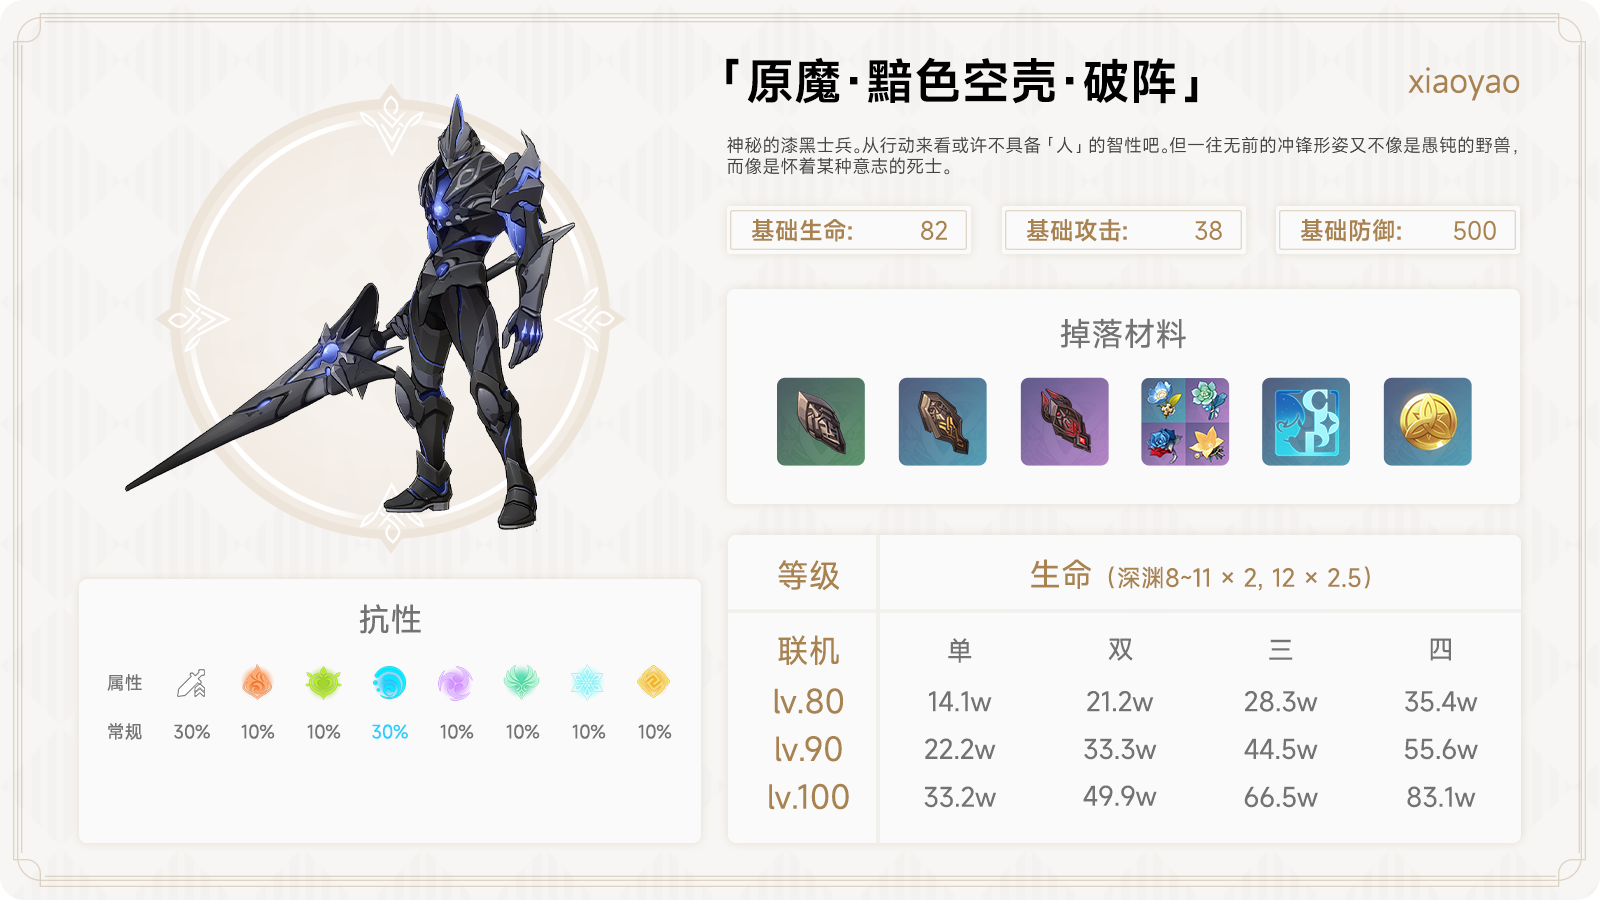 「原魔·黯色空壳·破阵」
xiaoyao
神秘的漆黑士兵。从行动来看或许不具备「人」的智性吧。但一往无前的冲锋形姿又不像是愚钝的野兽,
而像是怀着某种意志的死士。
基础生命: 82
基础攻击: 38
基础防御: 500
掉落材料
抗性
属性
常规 30% 10% 10% 30% 10% 10% 10% 10%
等级 生命（深渊8~11 × 2, 12 × 2.5）
联机 单 双 三 四
lv.80 14.1w 21.2w 28.3w 35.4w
lv.90 22.2w 33.3w 44.5w 55.6w
lv.100 33.2w 49.9w 66.5w 83.1w